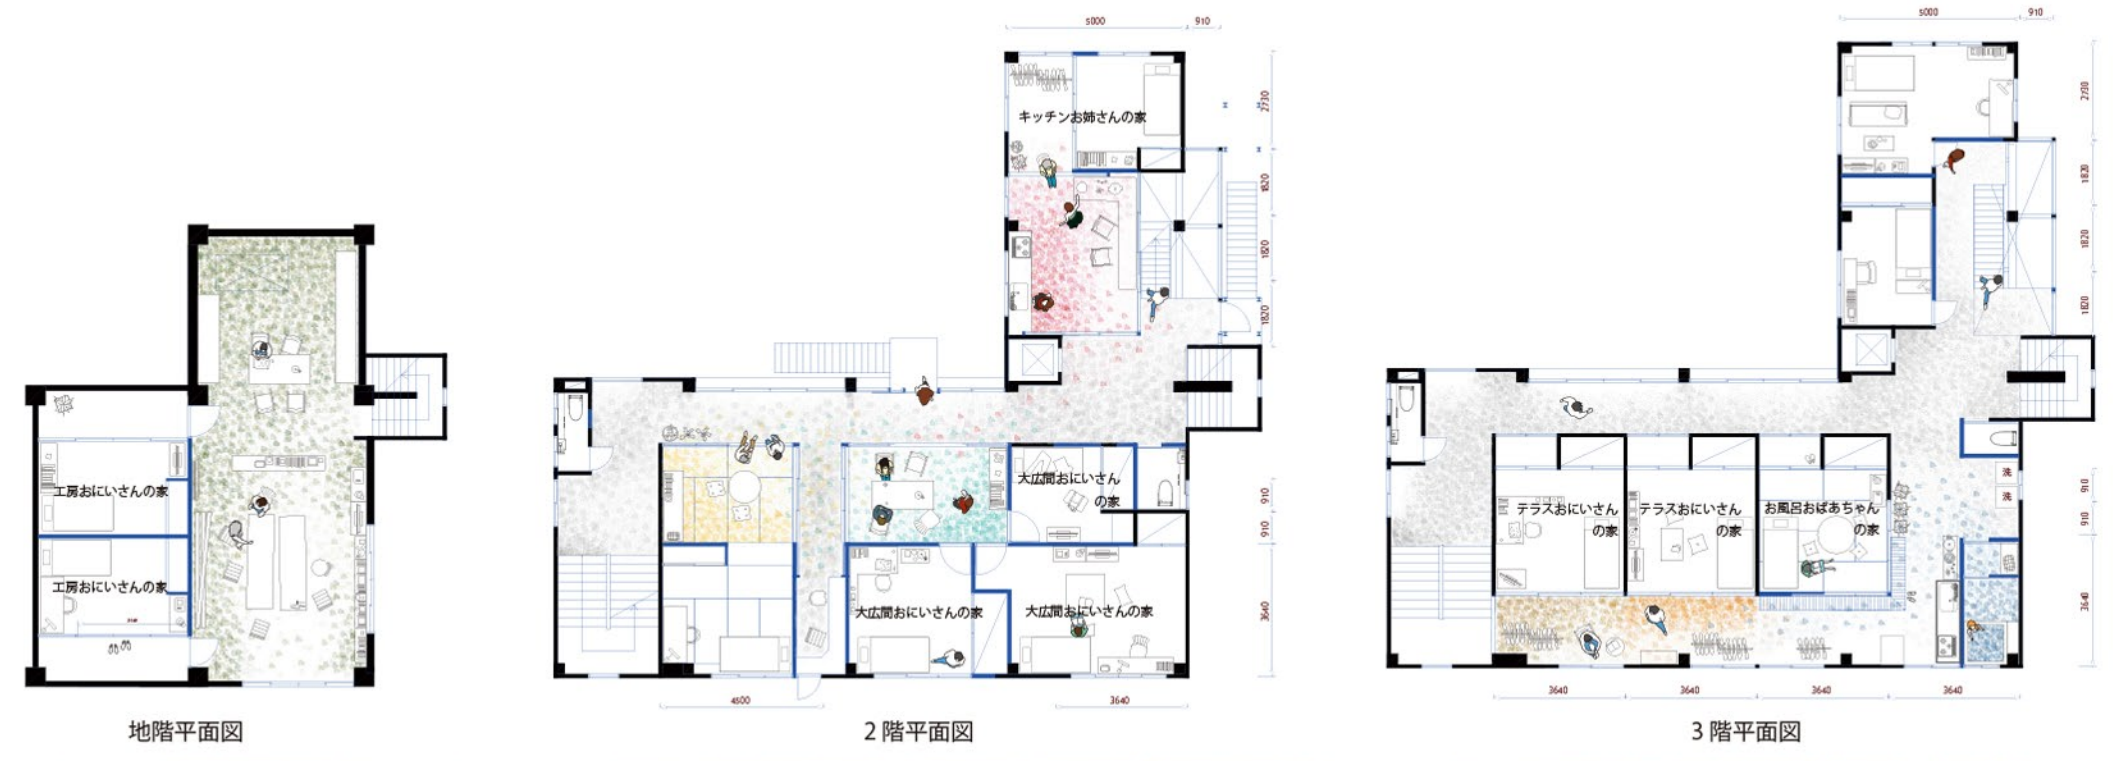 工房おにいさんの家
工房おにいさんの家
地階平面図
5000
910
2730
1820
1820
1820
910
910
3640
キッチンお姉さんの家
大広間おにいさん
の家
大広間おにいさんの家
大広間おにいさんの家
4500
3640
2階平面図
5000
910
2730
1820
1820
1820
910
910
3640
洗
洗
テラスおにいさん
の家
テラスおにいさん
の家
お風呂おばあちゃん
の家
3640
3640
3640
3640
3階平面図